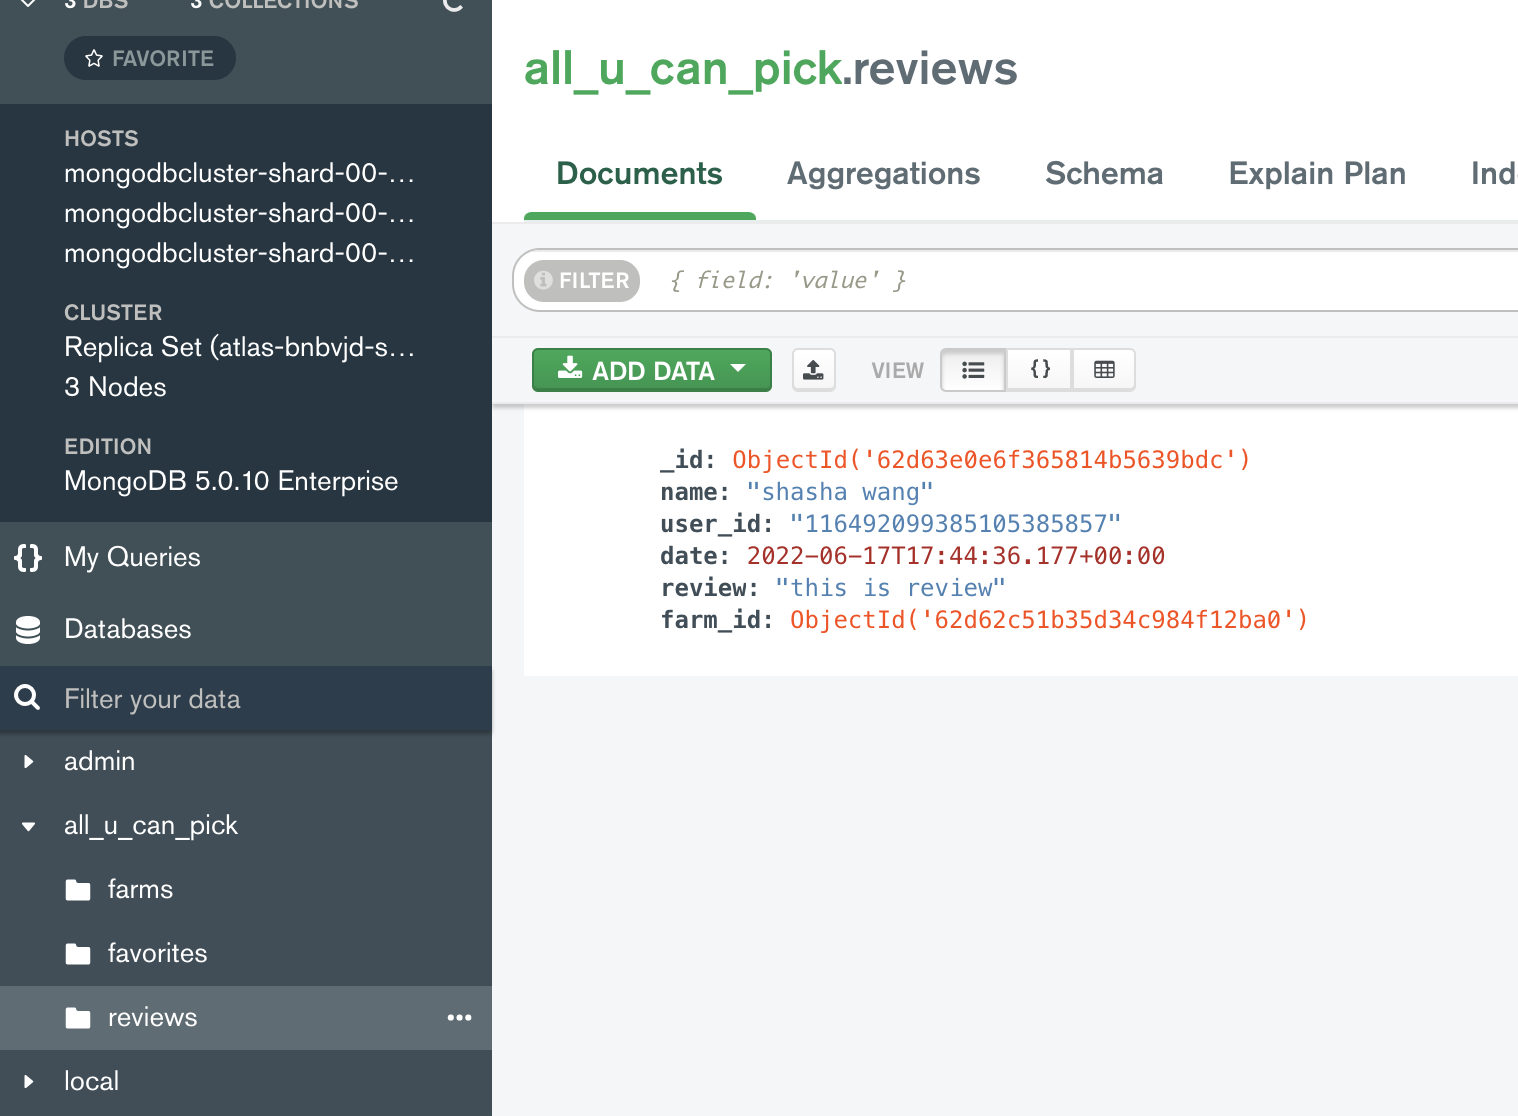 3 DBS 3 COLLECTIONS
FAVORITE
HOSTS
mongodbcluster-shard-00-...
mongodbcluster-shard-00-...
mongodbcluster-shard-00-...
CLUSTER
Replica Set (atlas-bnbvjd-s...
3 Nodes
EDITION
MongoDB 5.0.10 Enterprise
{} My Queries
Databases
Filter your data
admin
all_u_can_pick
farms
favorites
reviews •••
local
all_u_can_pick.reviews
Documents Aggregations Schema Explain Plan Ind
FILTER { field: 'value' }
ADD DATA VIEW {}
_id: ObjectId('62d63e0e6f365814b5639bdc')
name: "shasha wang"
user_id: "116492099385105385857"
date: 2022-06-17T17:44:36.177+00:00
review: "this is review"
farm_id: ObjectId('62d62c51b35d34c984f12ba0')